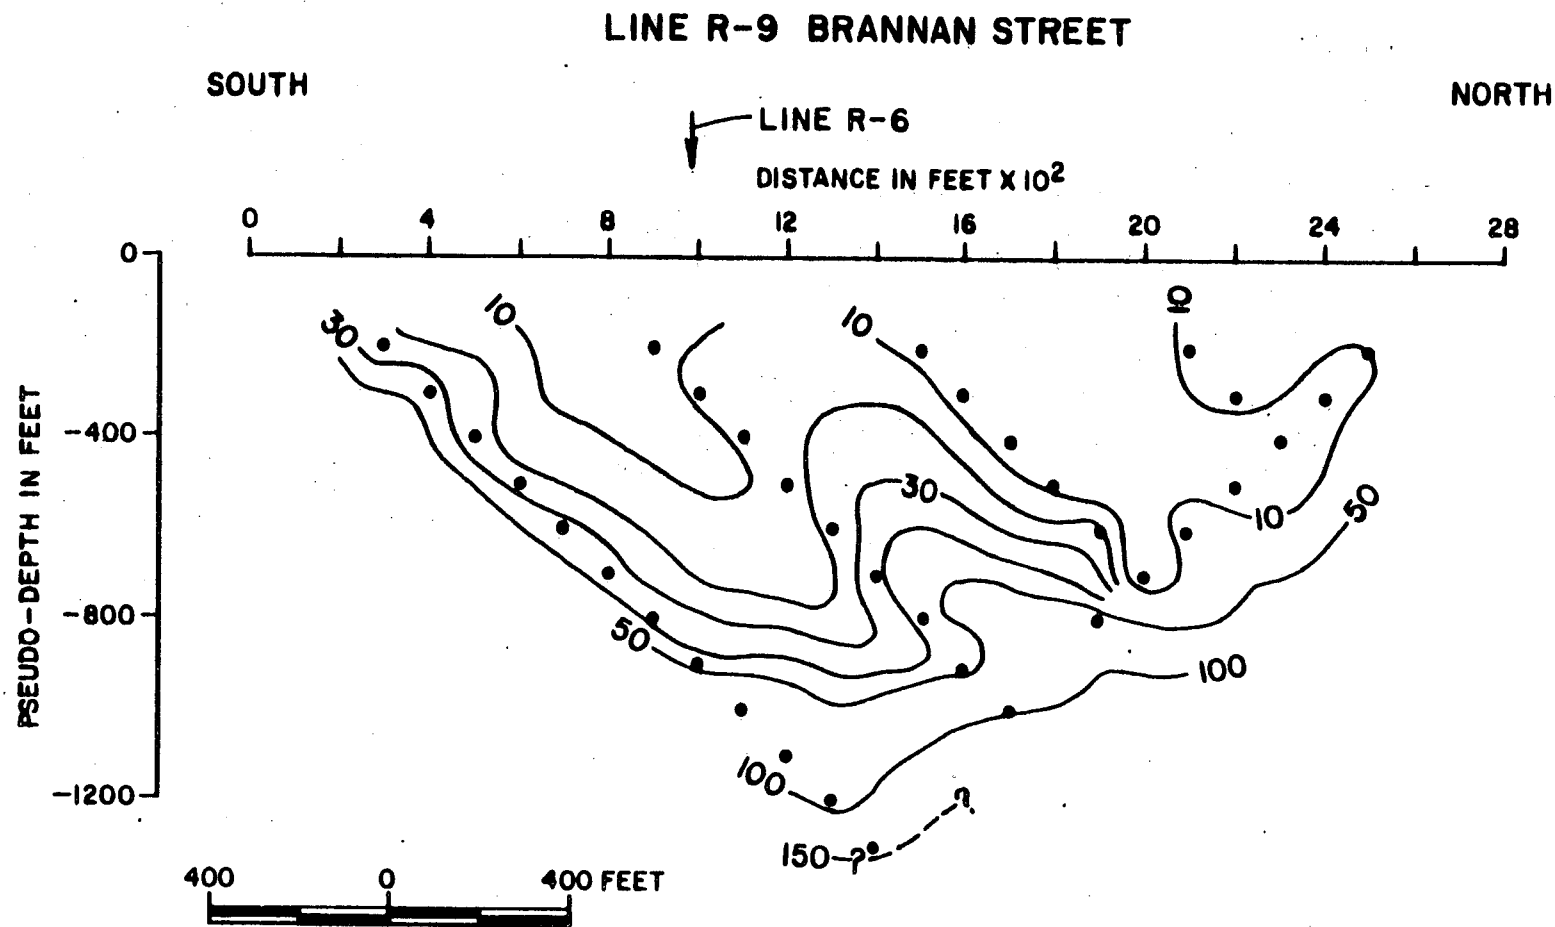 LINE R-9 BRANNAN STREET
SOUTH
NORTH
LINE R-6
DISTANCE IN FEET X 10²
0 4 8 12 16 20 24 28
0
-400
-800
-1200
PSEUDO-DEPTH IN FEET
30
10
10
10
30
10
50
50
100
100
150-?
?
400 0 400 FEET